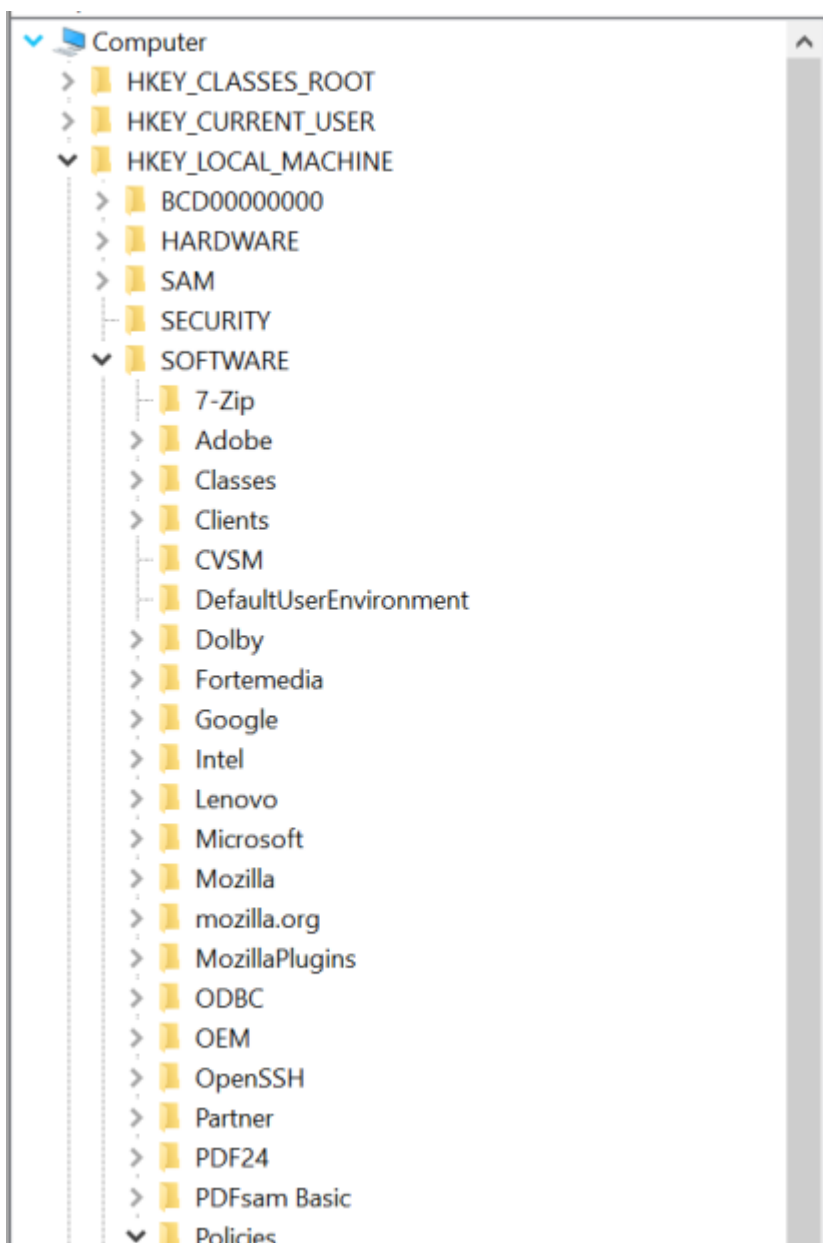 Computer
HKEY_CLASSES_ROOT
HKEY_CURRENT_USER
HKEY_LOCAL_MACHINE
BCD00000000
HARDWARE
SAM
SECURITY
SOFTWARE
7-Zip
Adobe
Classes
Clients
CVSM
DefaultUserEnvironment
Dolby
Fortemedia
Google
Intel
Lenovo
Microsoft
Mozilla
mozilla.org
MozillaPlugins
ODBC
OEM
OpenSSH
Partner
PDF24
PDFsam Basic
Policies